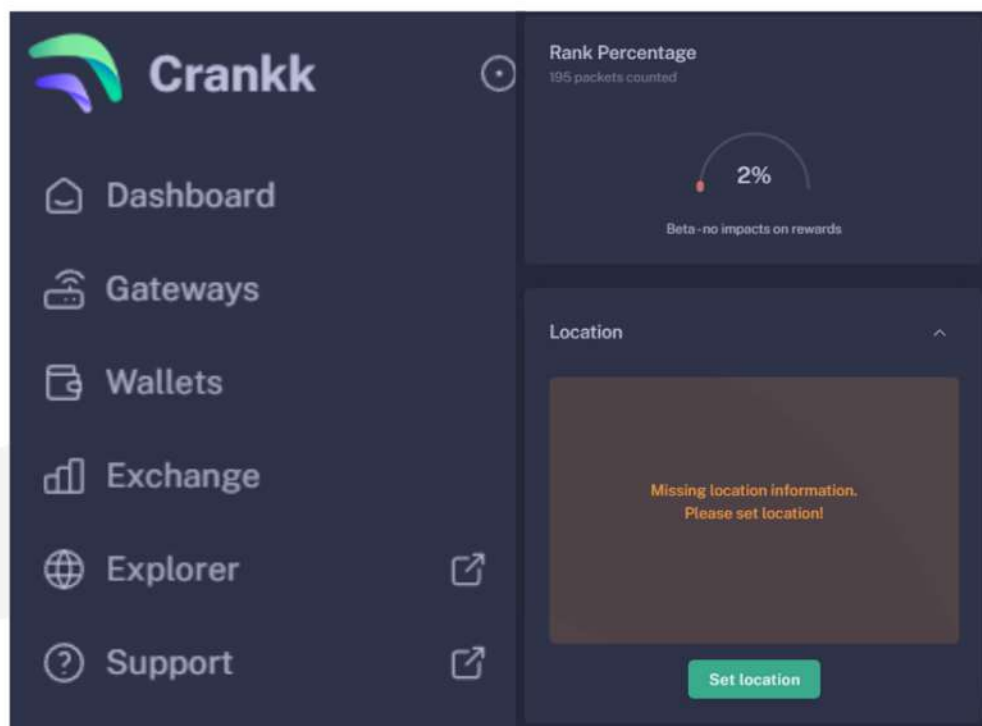 Crankk
Dashboard
Gateways
Wallets
Exchange
Explorer
Support
Rank Percentage
195 packets counted
2%
Beta-no impacts on rewards
Location
Missing location information.
Please set location!
Set location